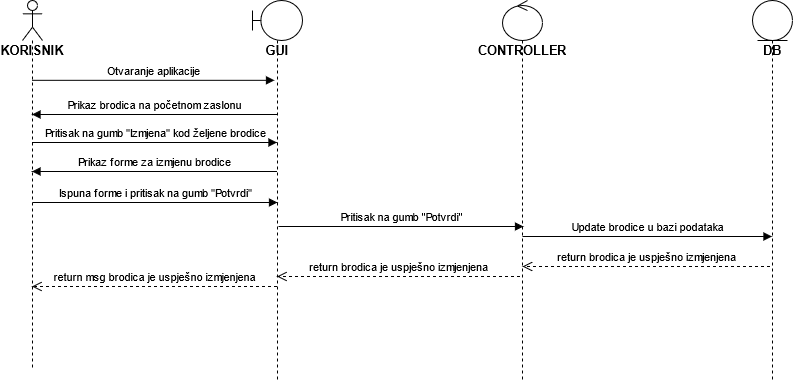 KORISNIK
GUI
CONTROLLER
DB
Otvaranje aplikacije
Prikaz brodica na početnom zaslonu
Pritisak na gumb "Izmjena" kod željene brodice
Prikaz forme za izmjenu brodice
Ispuna forme i pritisak na gumb "Potvrdi"
Pritisak na gumb "Potvrdi"
Update brodice u bazi podataka
return brodica je uspješno izmjenjena
return brodica je uspješno izmjenjena
return msg brodica je uspješno izmjenjena